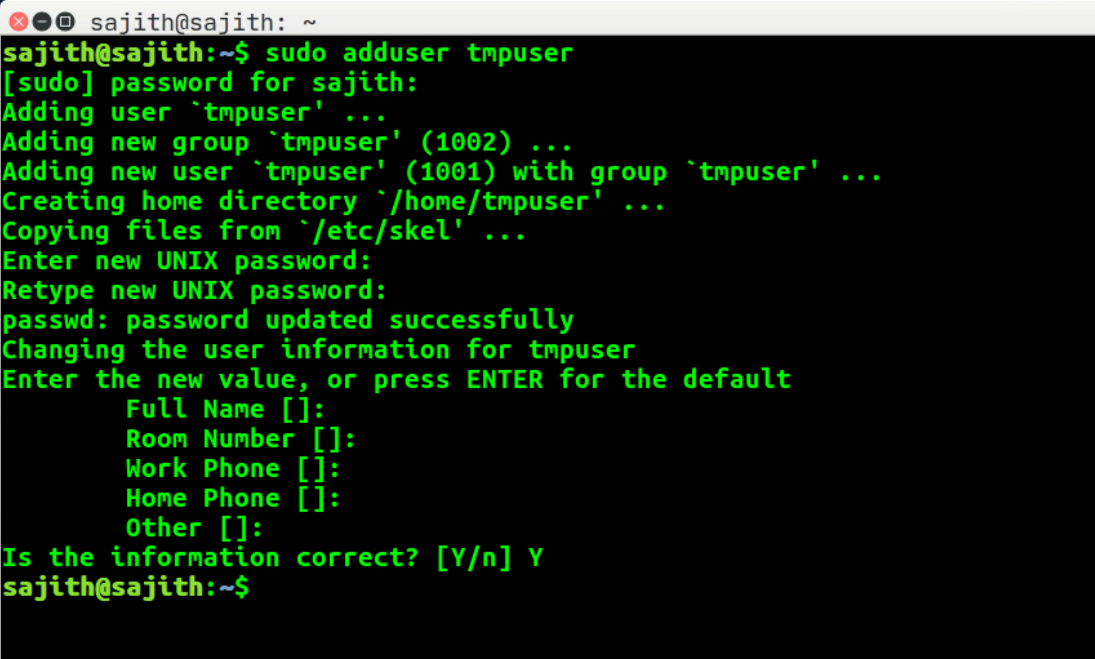 sajith@sajith: ~
sajith@sajith:~$ sudo adduser tmpuser
[sudo] password for sajith:
Adding user `tmpuser' ...
Adding new group `tmpuser' (1002) ...
Adding new user `tmpuser' (1001) with group `tmpuser' ...
Creating home directory `/home/tmpuser' ...
Copying files from `/etc/skel' ...
Enter new UNIX password:
Retype new UNIX password:
passwd: password updated successfully
Changing the user information for tmpuser
Enter the new value, or press ENTER for the default
        Full Name []:
        Room Number []:
        Work Phone []:
        Home Phone []:
        Other []:
Is the information correct? [Y/n] Y
sajith@sajith:~$